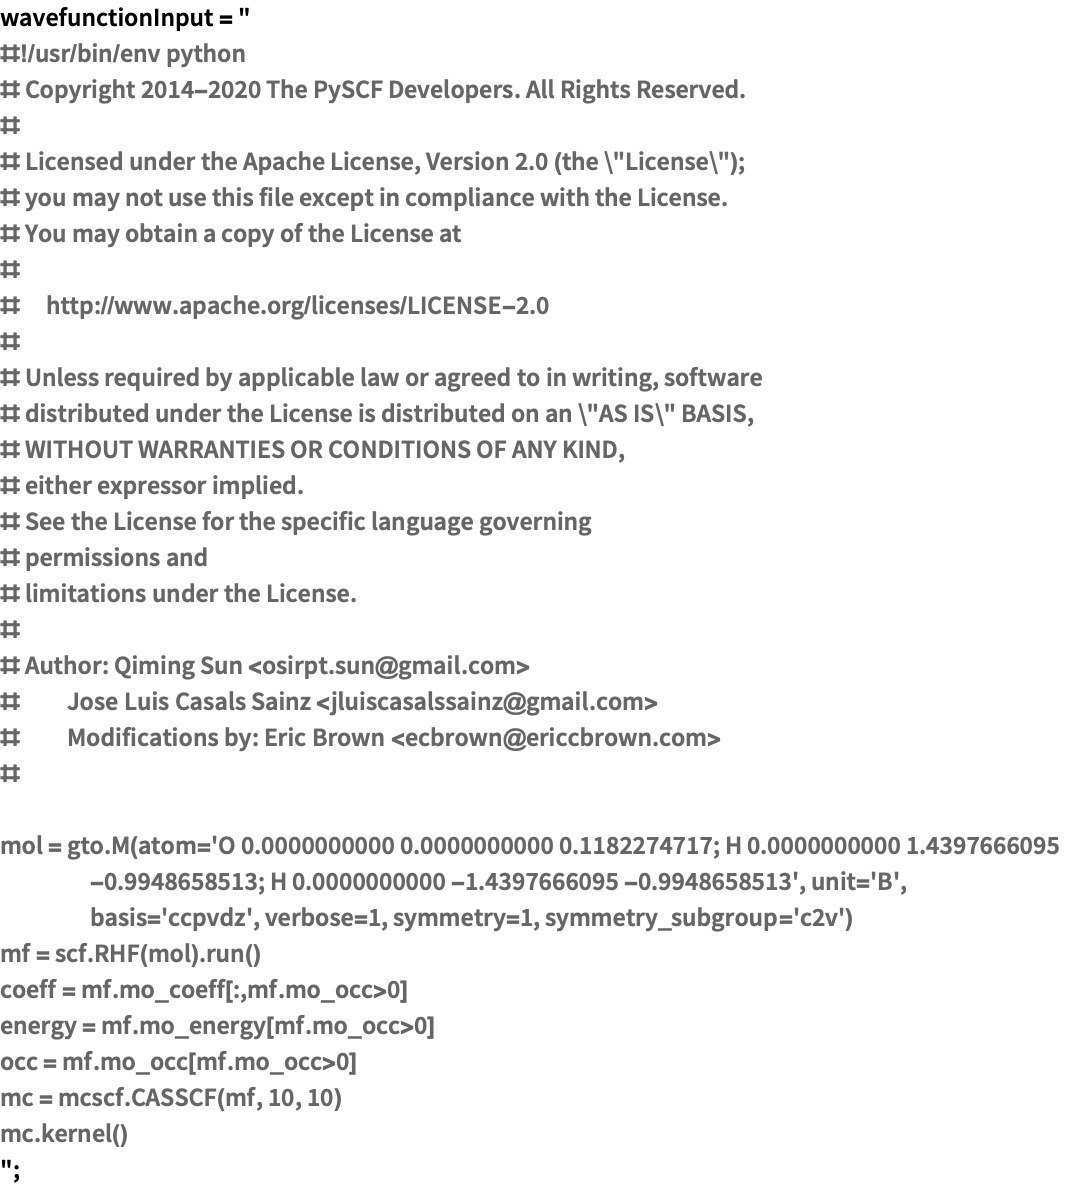 wavefunctionInput = "
#!/usr/bin/env python
# Copyright 2014–2020 The PySCF Developers. All Rights Reserved.
#
# Licensed under the Apache License, Version 2.0 (the \"License\");
# you may not use this file except in compliance with the License.
# You may obtain a copy of the License at
#
#     http://www.apache.org/licenses/LICENSE–2.0
#
# Unless required by applicable law or agreed to in writing, software
# distributed under the License is distributed on an \"AS IS\" BASIS,
# WITHOUT WARRANTIES OR CONDITIONS OF ANY KIND,
# either expressor implied.
# See the License for the specific language governing
# permissions and
# limitations under the License.
#
# Author: Qiming Sun <osirpt.sun@gmail.com>
#         Jose Luis Casals Sainz <jluiscasalssainz@gmail.com>
#         Modifications by: Eric Brown <ecbrown@ericcbrown.com>
#

mol = gto.M(atom='O 0.0000000000 0.0000000000 0.1182274717; H 0.0000000000 1.4397666095
–0.9948658513; H 0.0000000000 –1.4397666095 –0.9948658513', unit='B',
basis='ccpvdz', verbose=1, symmetry=1, symmetry_subgroup='c2v')
mf = scf.RHF(mol).run()
coeff = mf.mo_coeff[:,mf.mo_occ>0]
energy = mf.mo_energy[mf.mo_occ>0]
occ = mf.mo_occ[mf.mo_occ>0]
mc = mcscf.CASSCF(mf, 10, 10)
mc.kernel()
";